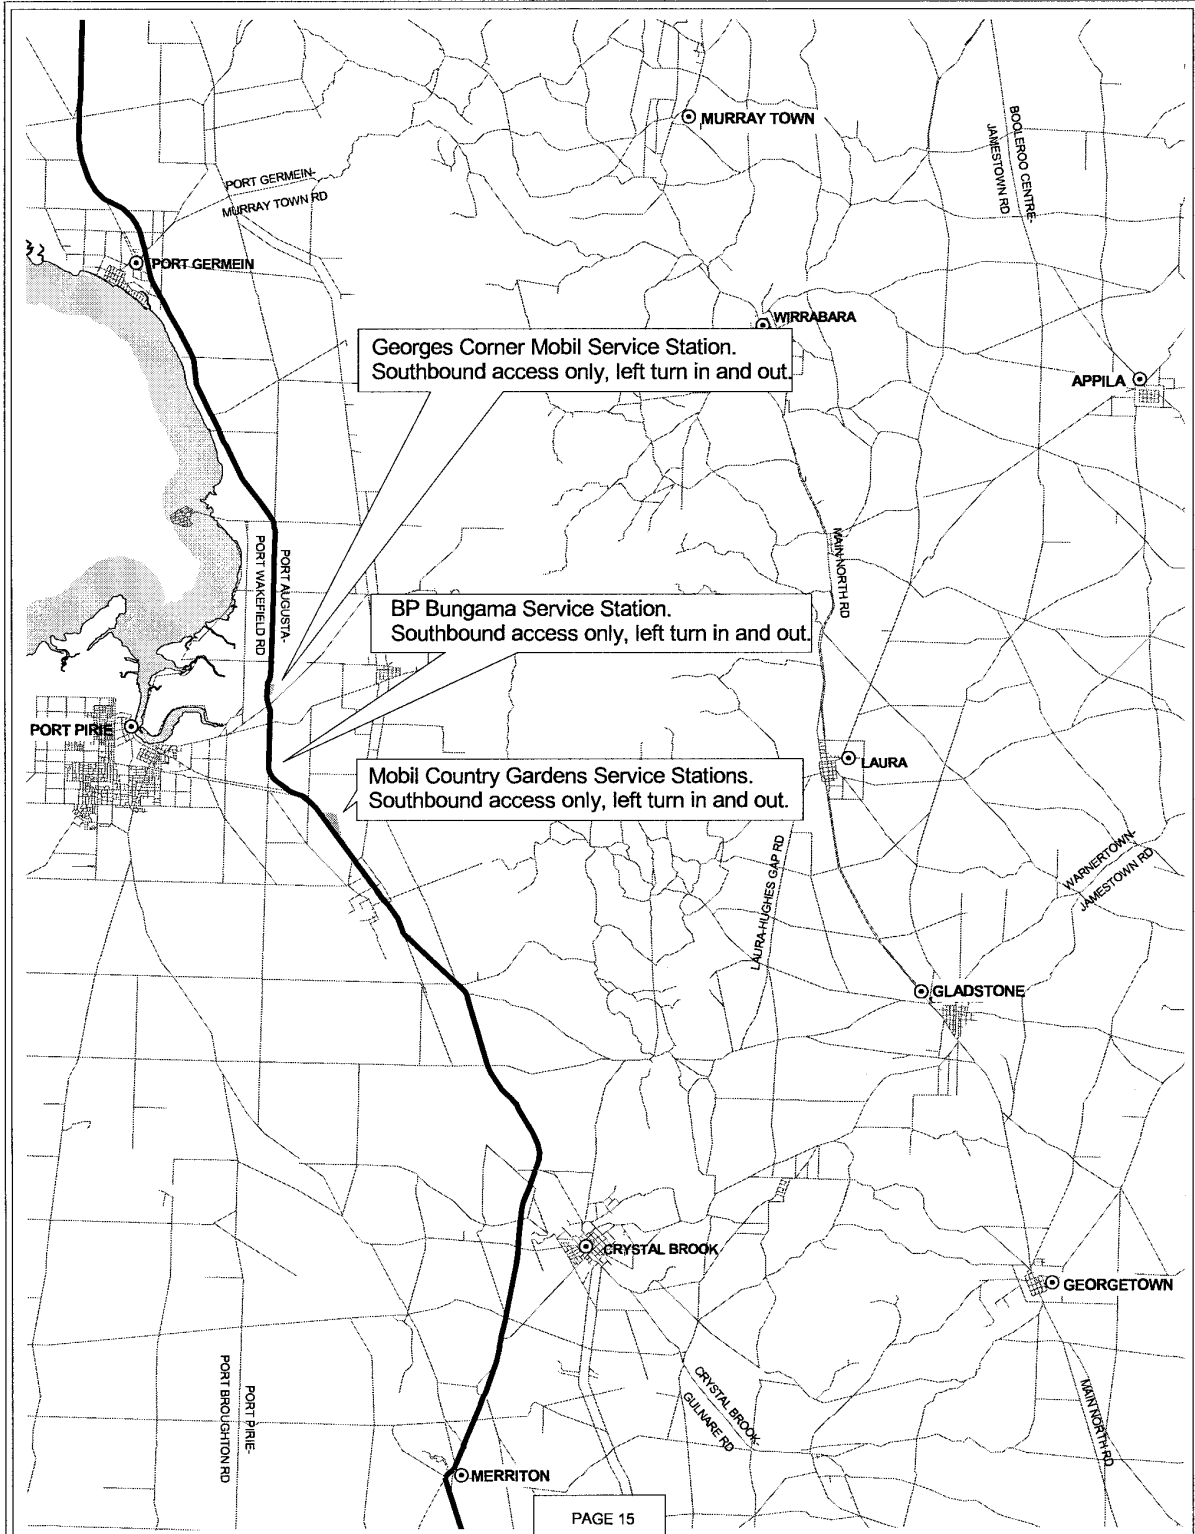 MURRAY TOWN
BOOLEROO CENTRE-
JAMESTOWN RD
PORT GERMEIN-
MURRAY TOWN RD
PORT GERMEIN
WIRRABARA
Georges Corner Mobil Service Station.
Southbound access only, left turn in and out.
APPILA
MAIN NORTH RD
PORT AUGUSTA-
PORT WAKEFIELD RD
BP Bungama Service Station.
Southbound access only, left turn in and out.
PORT PIRIE
LAURA
Mobil Country Gardens Service Stations.
Southbound access only, left turn in and out.
WARNERTOWN-
JAMESTOWN RD
LAURA-HUGHES GAP RD
GLADSTONE
CRYSTAL BROOK
GEORGETOWN
PORT PIRIE-
PORT BROUGHTON RD
CRYSTAL BROOK-
GULNARE RD
MAIN NORTH RD
MERRITON
PAGE 15